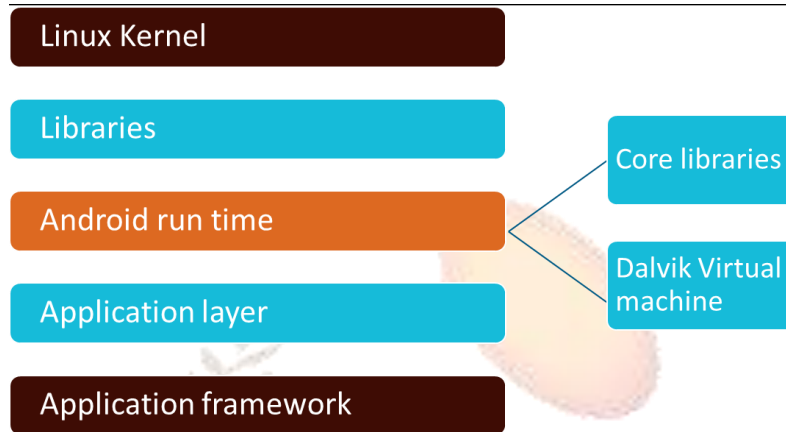 Linux Kernel
Libraries
Android run time
Application layer
Application framework
Core libraries
Dalvik Virtual
machine